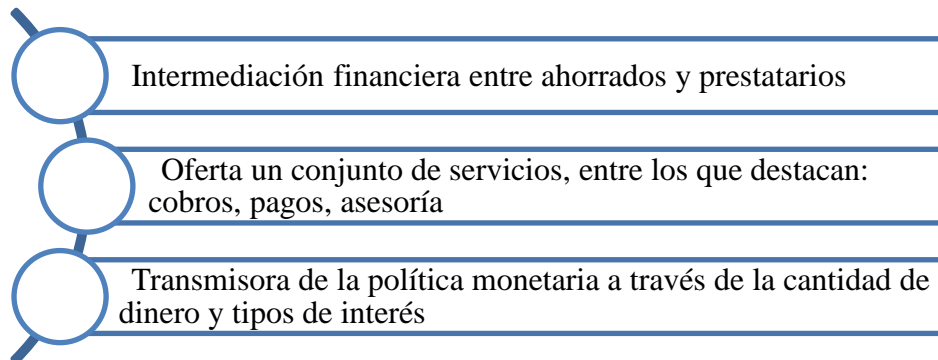 Intermediación financiera entre ahorrados y prestatarios
Oferta un conjunto de servicios, entre los que destacan:
cobros, pagos, asesoría
Transmisora de la política monetaria a través de la cantidad de
dinero y tipos de interés